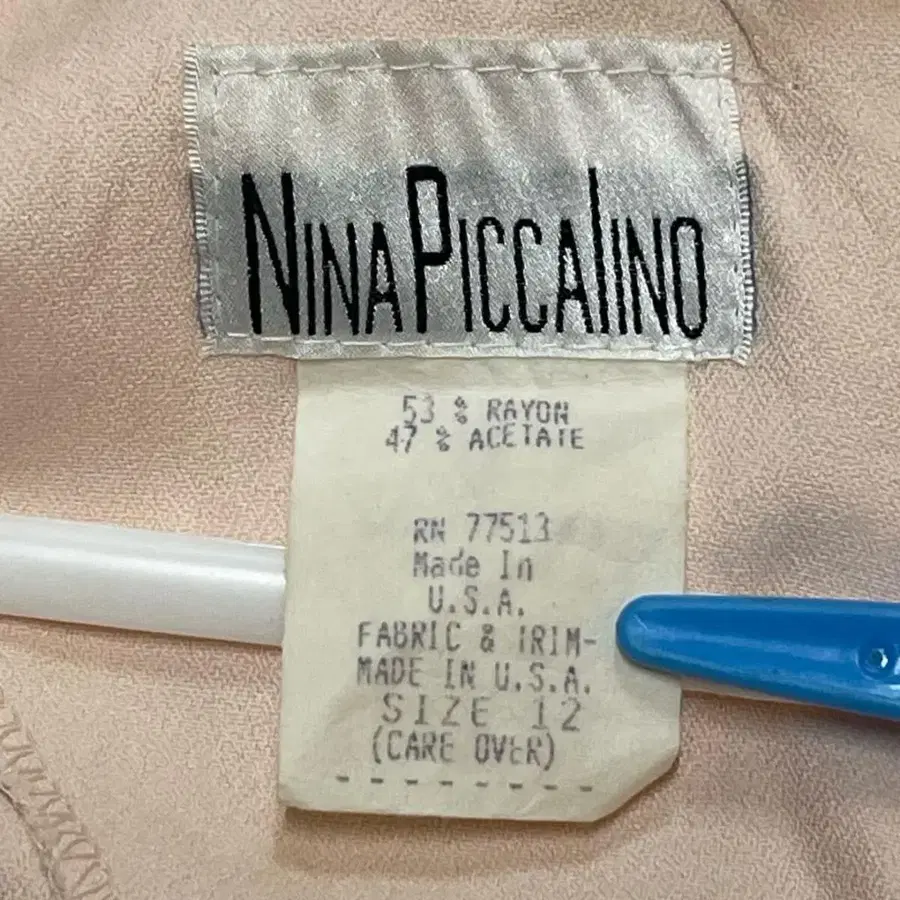 NINA PICCALINO
53 % RAYON
47 % ACETATE
RN 77513
Made In
U.S.A.
FABRIC & TRIM-
MADE IN U.S.A.
SIZE 12
(CARE OVER)
- - - - - - - -